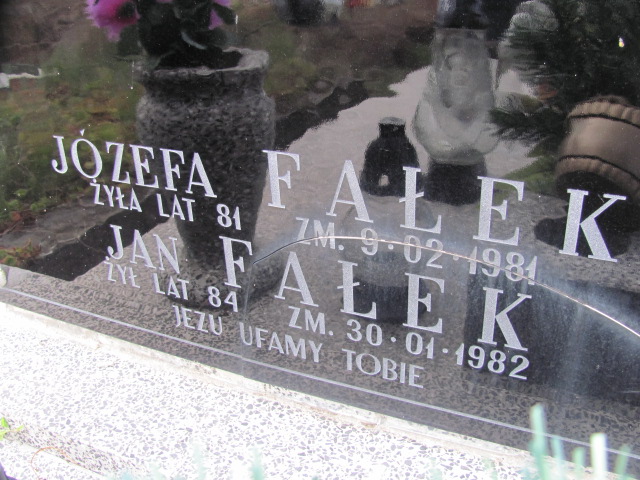 JÓZEFA FAŁEK
ŻYŁA LAT 81 ZM. 9·02·1981
JAN FAŁEK
ŻYŁ LAT 84 ZM. 30·01·1982
JEZU UFAMY TOBIE